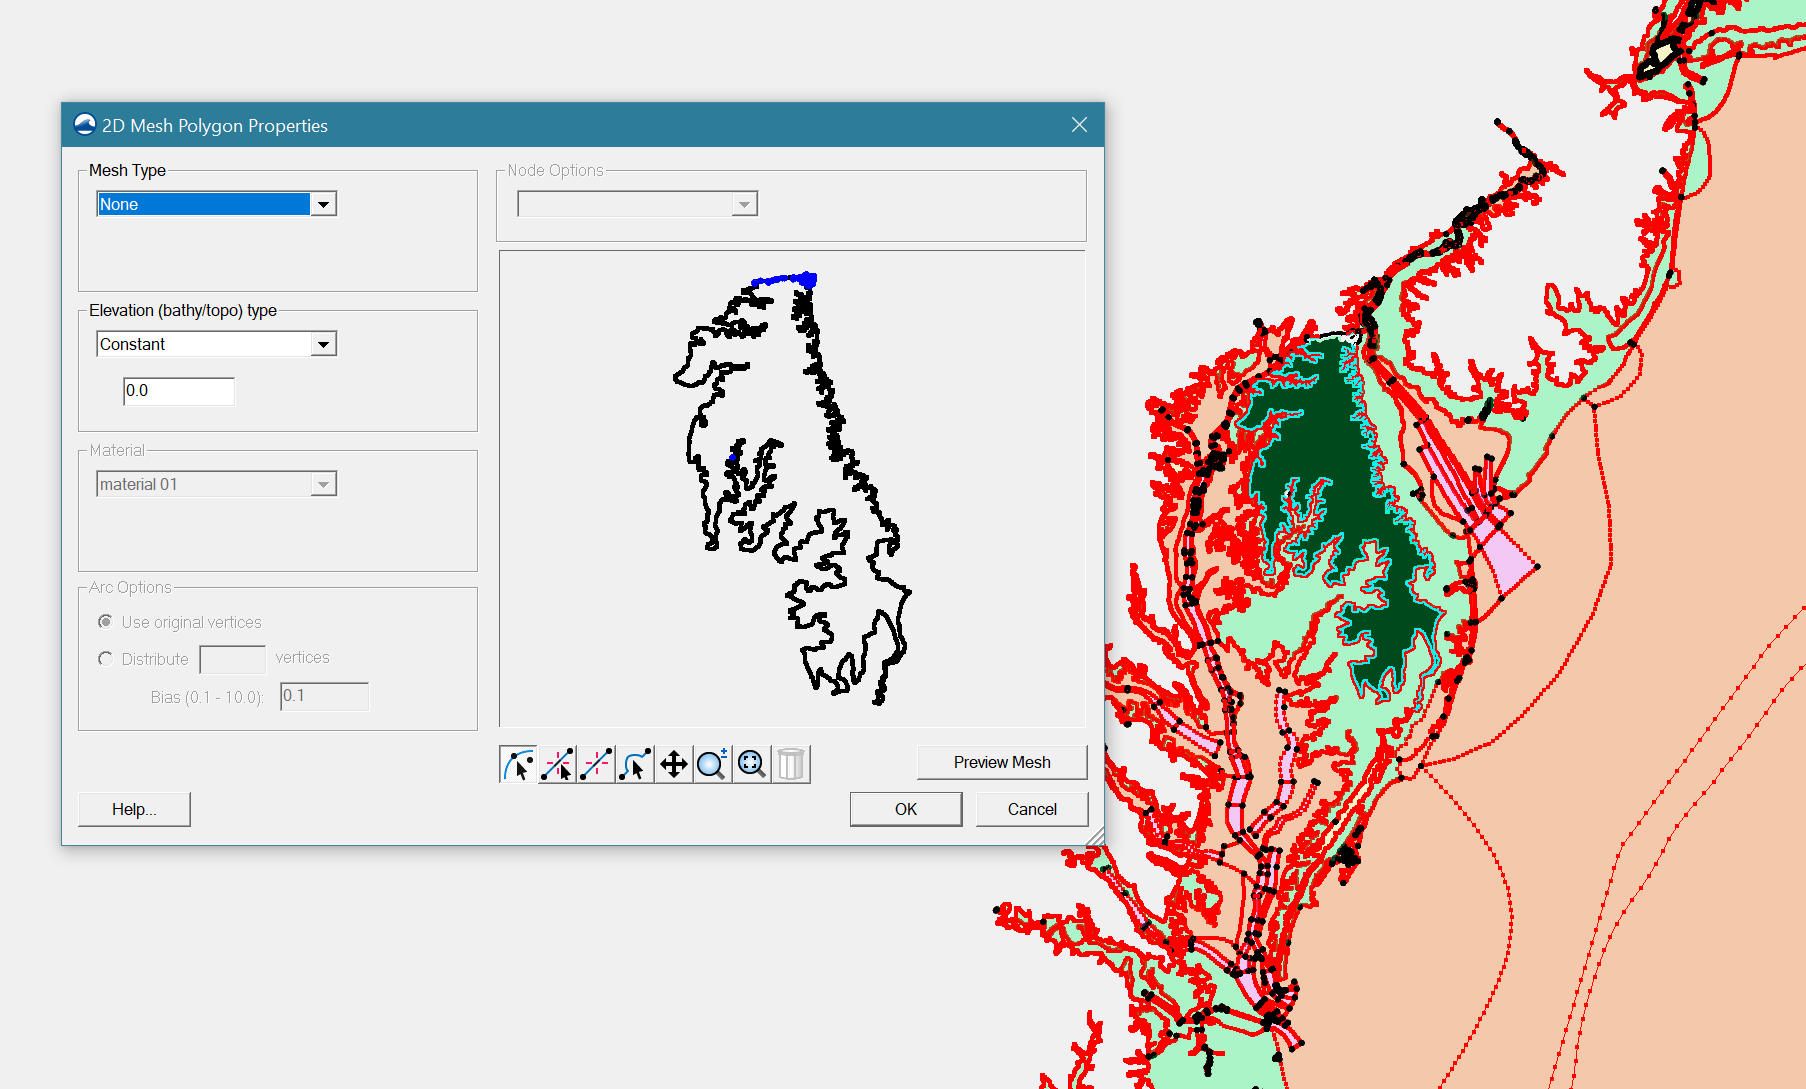 2D Mesh Polygon Properties
Mesh Type
None
Elevation (bathy/topo) type
Constant
0.0
Material
material 01
Arc Options
Use original vertices
Distribute vertices
Bias (0.1 - 10.0): 0.1
Node Options
Preview Mesh
Help... OK Cancel